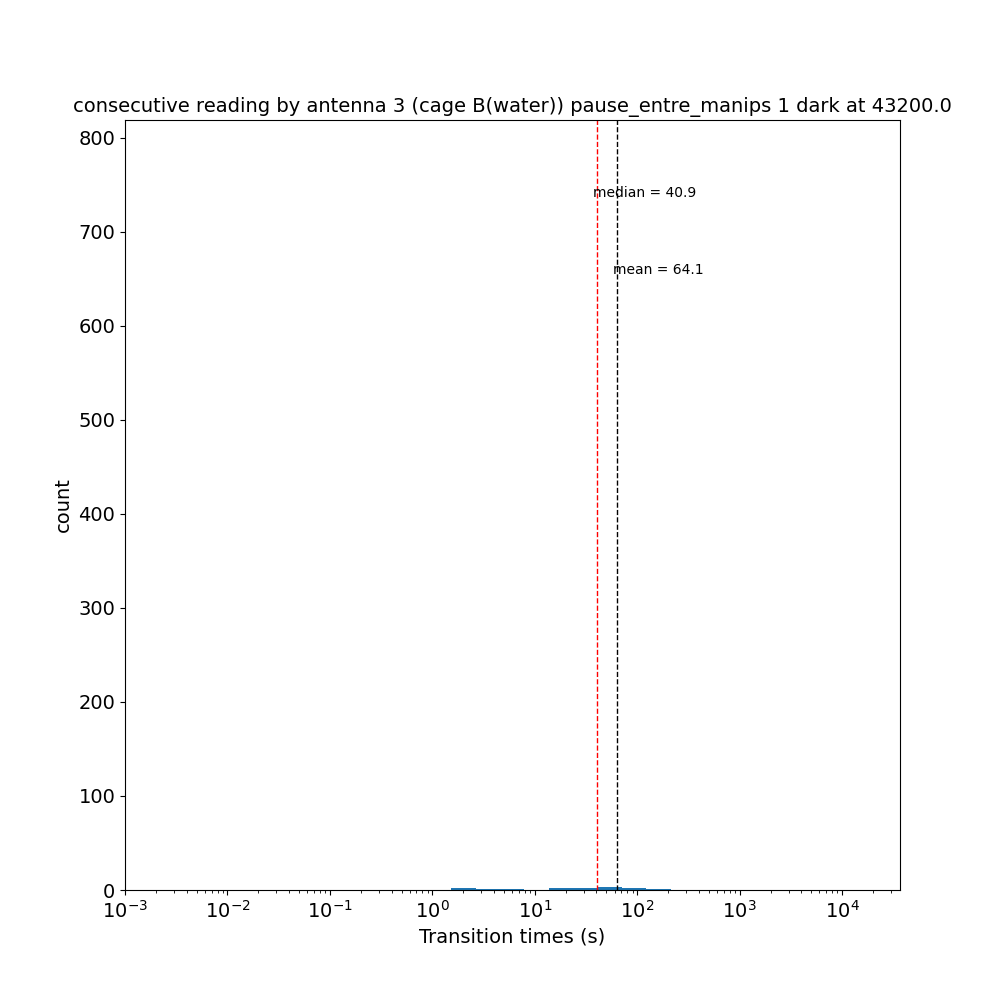 consecutive reading by antenna 3 (cage B(water)) pause_entre_manips 1 dark at 43200.0
800
median = 40.9
700
mean = 64.1
600
500
count
400
300
200
100
0
10⁻³ 10⁻² 10⁻¹ 10⁰ 10¹ 10² 10³ 10⁴
Transition times (s)